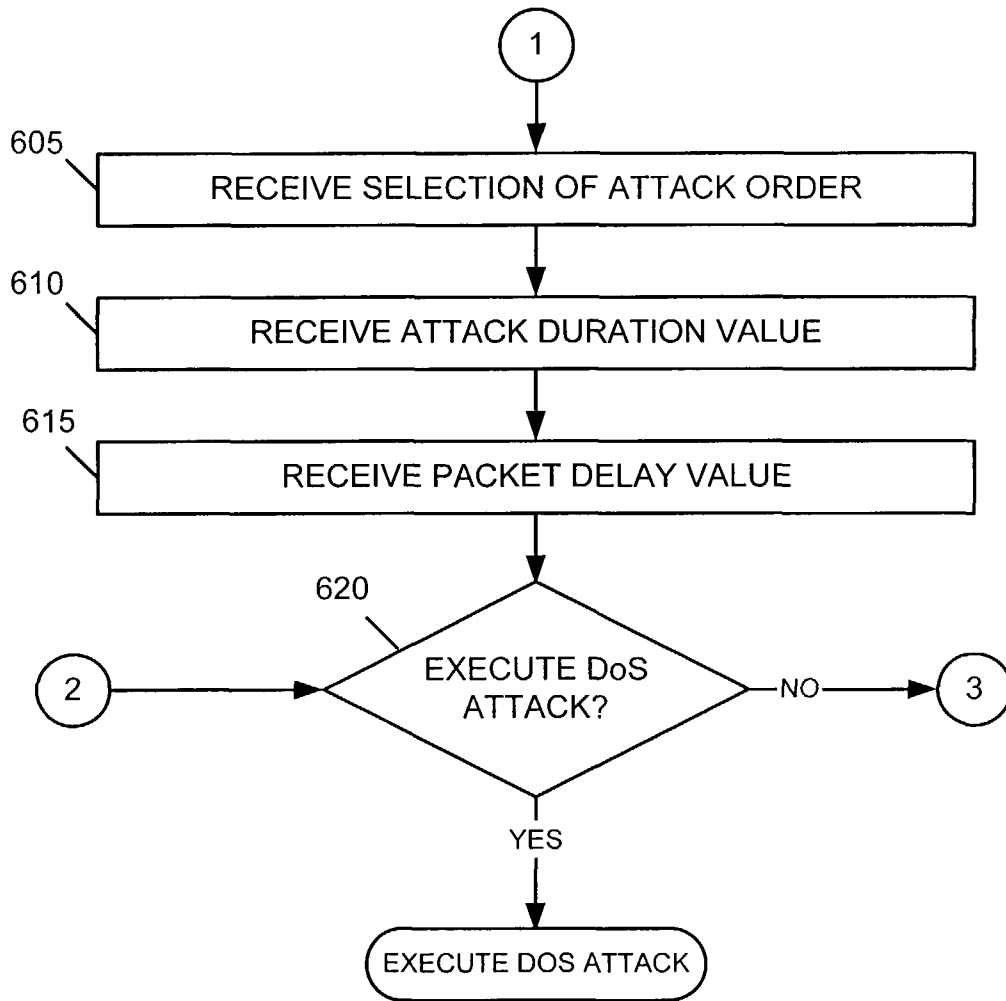 1
605
RECEIVE SELECTION OF ATTACK ORDER
610
RECEIVE ATTACK DURATION VALUE
615
RECEIVE PACKET DELAY VALUE
620
2
EXECUTE DoS
ATTACK?
NO
3
YES
EXECUTE DOS ATTACK